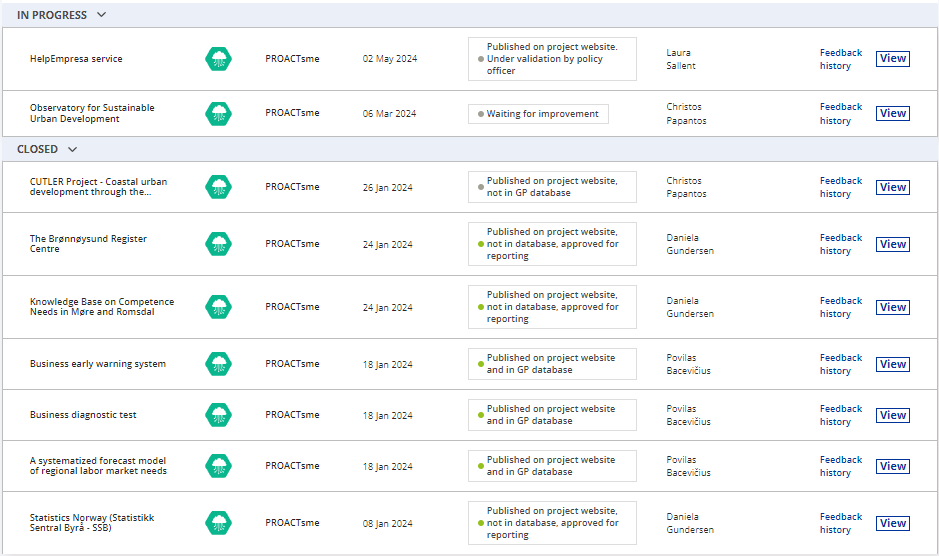 IN PROGRESS
HelpEmpresa service
PROACTsme
02 May 2024
Published on project website.
Under validation by policy
officer
Laura
Sallent
Feedback
history
View
Observatory for Sustainable
Urban Development
PROACTsme
06 Mar 2024
Waiting for improvement
Christos
Papantos
Feedback
history
View
CLOSED
CUTLER Project - Coastal urban
development through the...
PROACTsme
26 Jan 2024
Published on project website,
not in GP database
Christos
Papantos
Feedback
history
View
The Brønnøysund Register
Centre
PROACTsme
24 Jan 2024
Published on project website,
not in database, approved for
reporting
Daniela
Gundersen
Feedback
history
View
Knowledge Base on Competence
Needs in Møre and Romsdal
PROACTsme
24 Jan 2024
Published on project website,
not in database, approved for
reporting
Daniela
Gundersen
Feedback
history
View
Business early warning system
PROACTsme
18 Jan 2024
Published on project website
and in GP database
Povilas
Bacevičius
Feedback
history
View
Business diagnostic test
PROACTsme
18 Jan 2024
Published on project website
and in GP database
Povilas
Bacevičius
Feedback
history
View
A systematized forecast model
of regional labor market needs
PROACTsme
18 Jan 2024
Published on project website
and in GP database
Povilas
Bacevičius
Feedback
history
View
Statistics Norway (Statistikk
Sentral Byrå - SSB)
PROACTsme
08 Jan 2024
Published on project website,
not in database, approved for
reporting
Daniela
Gundersen
Feedback
history
View